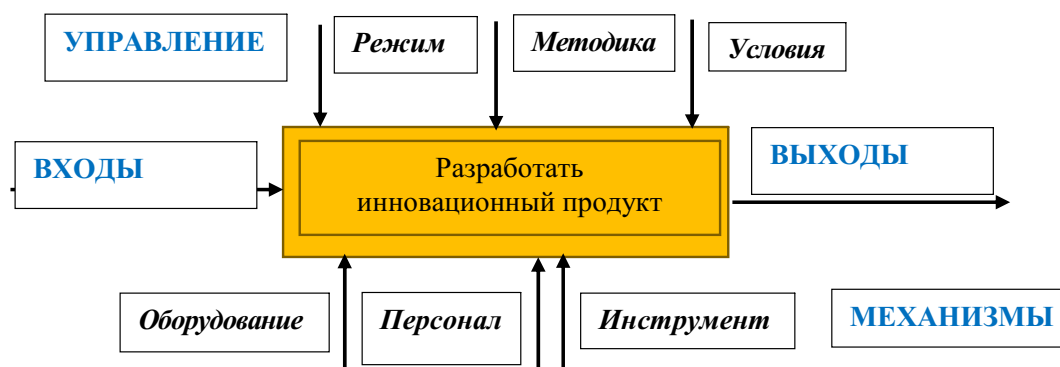 УПРАВЛЕНИЕ
Режим
Методика
Условия
ВХОДЫ
Разработать
инновационный продукт
ВЫХОДЫ
Оборудование
Персонал
Инструмент
МЕХАНИЗМЫ